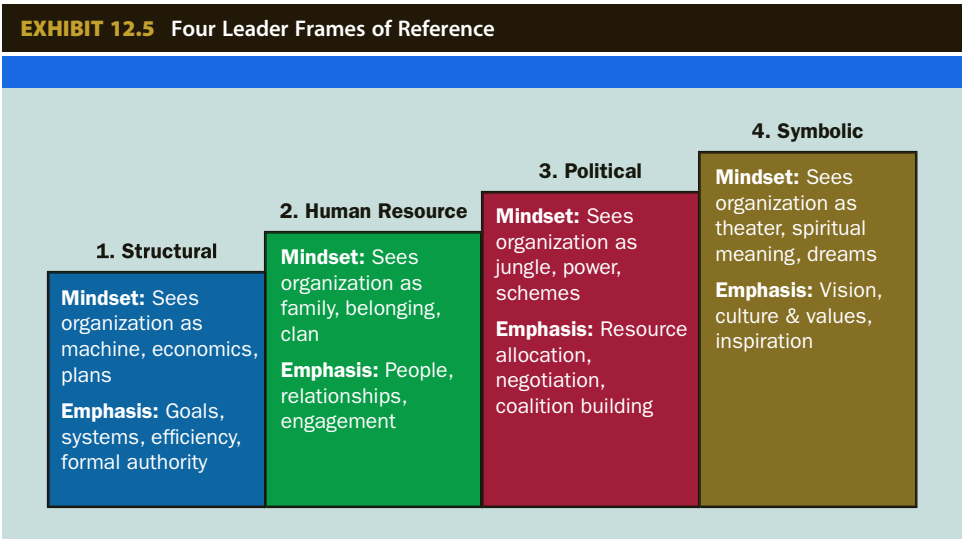 EXHIBIT 12.5 Four Leader Frames of Reference
1. Structural
Mindset: Sees
organization as
machine, economics,
plans
Emphasis: Goals,
systems, efficiency,
formal authority
2. Human Resource
Mindset: Sees
organization as
family, belonging,
clan
Emphasis: People,
relationships,
engagement
3. Political
Mindset: Sees
organization as
jungle, power,
schemes
Emphasis: Resource
allocation,
negotiation,
coalition building
4. Symbolic
Mindset: Sees
organization as
theater, spiritual
meaning, dreams
Emphasis: Vision,
culture & values,
inspiration